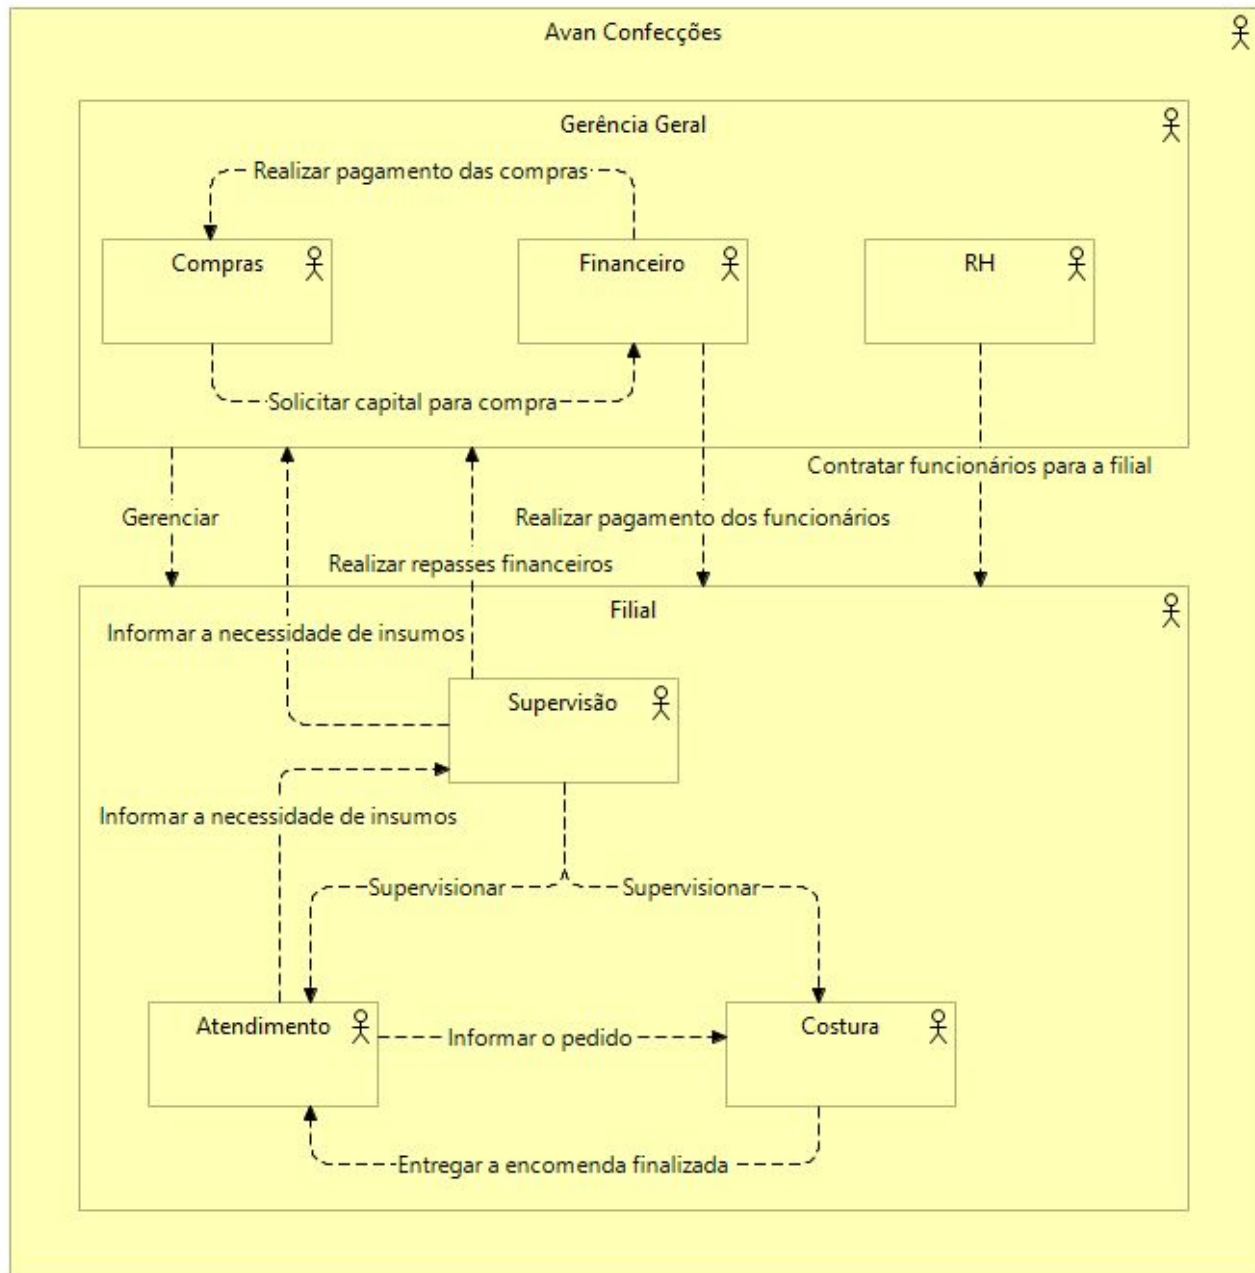 Avan Confecções
Gerência Geral
Realizar pagamento das compras
Compras
Financeiro
RH
Solicitar capital para compra
Contratar funcionários para a filial
Gerenciar
Realizar pagamento dos funcionários
Realizar repasses financeiros
Filial
Informar a necessidade de insumos
Supervisão
Informar a necessidade de insumos
Supervisionar
Supervisionar
Atendimento
Informar o pedido
Costura
Entregar a encomenda finalizada